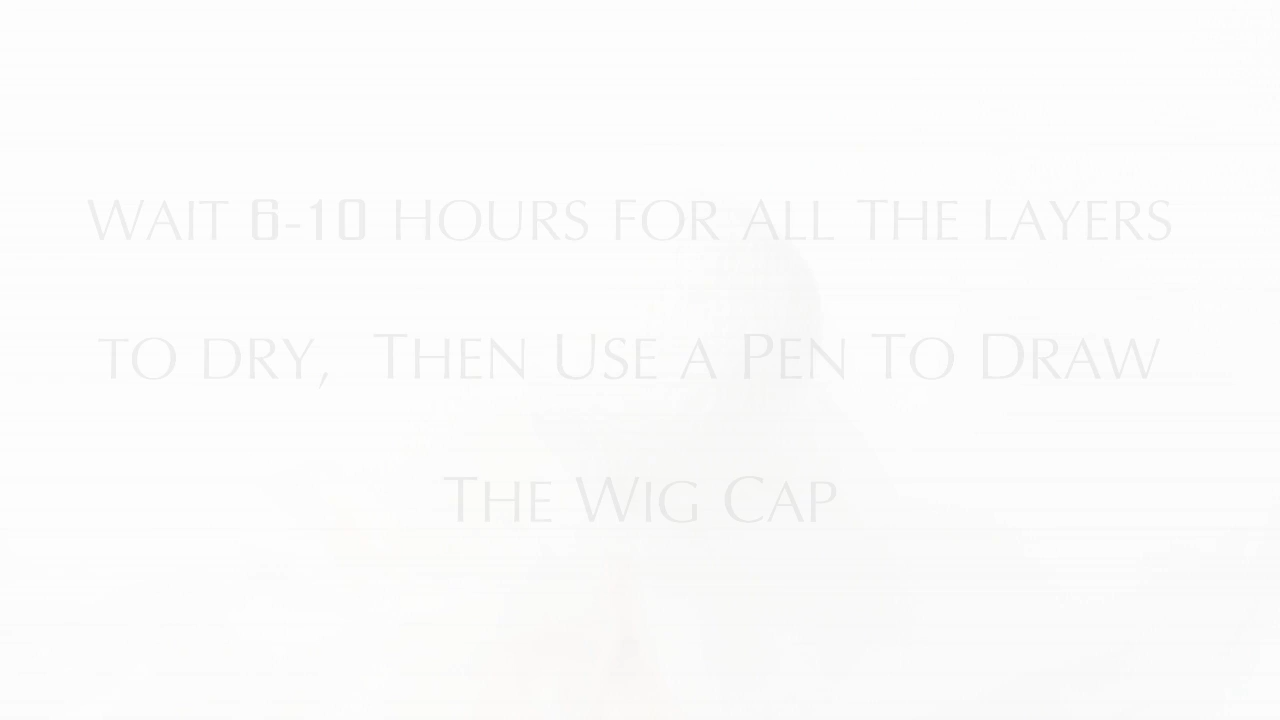 Wait 6-10 Hours for all The Layers
to dry, Then Use a Pen To Draw
The Wig Cap